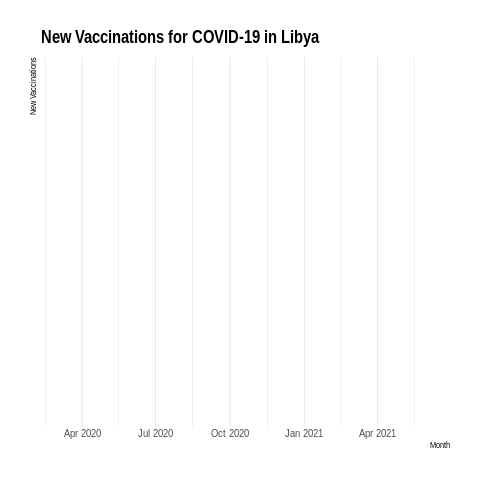 New Vaccinations for COVID-19 in Libya
New Vaccinations
Apr 2020
Jul 2020
Oct 2020
Jan 2021
Apr 2021
Month